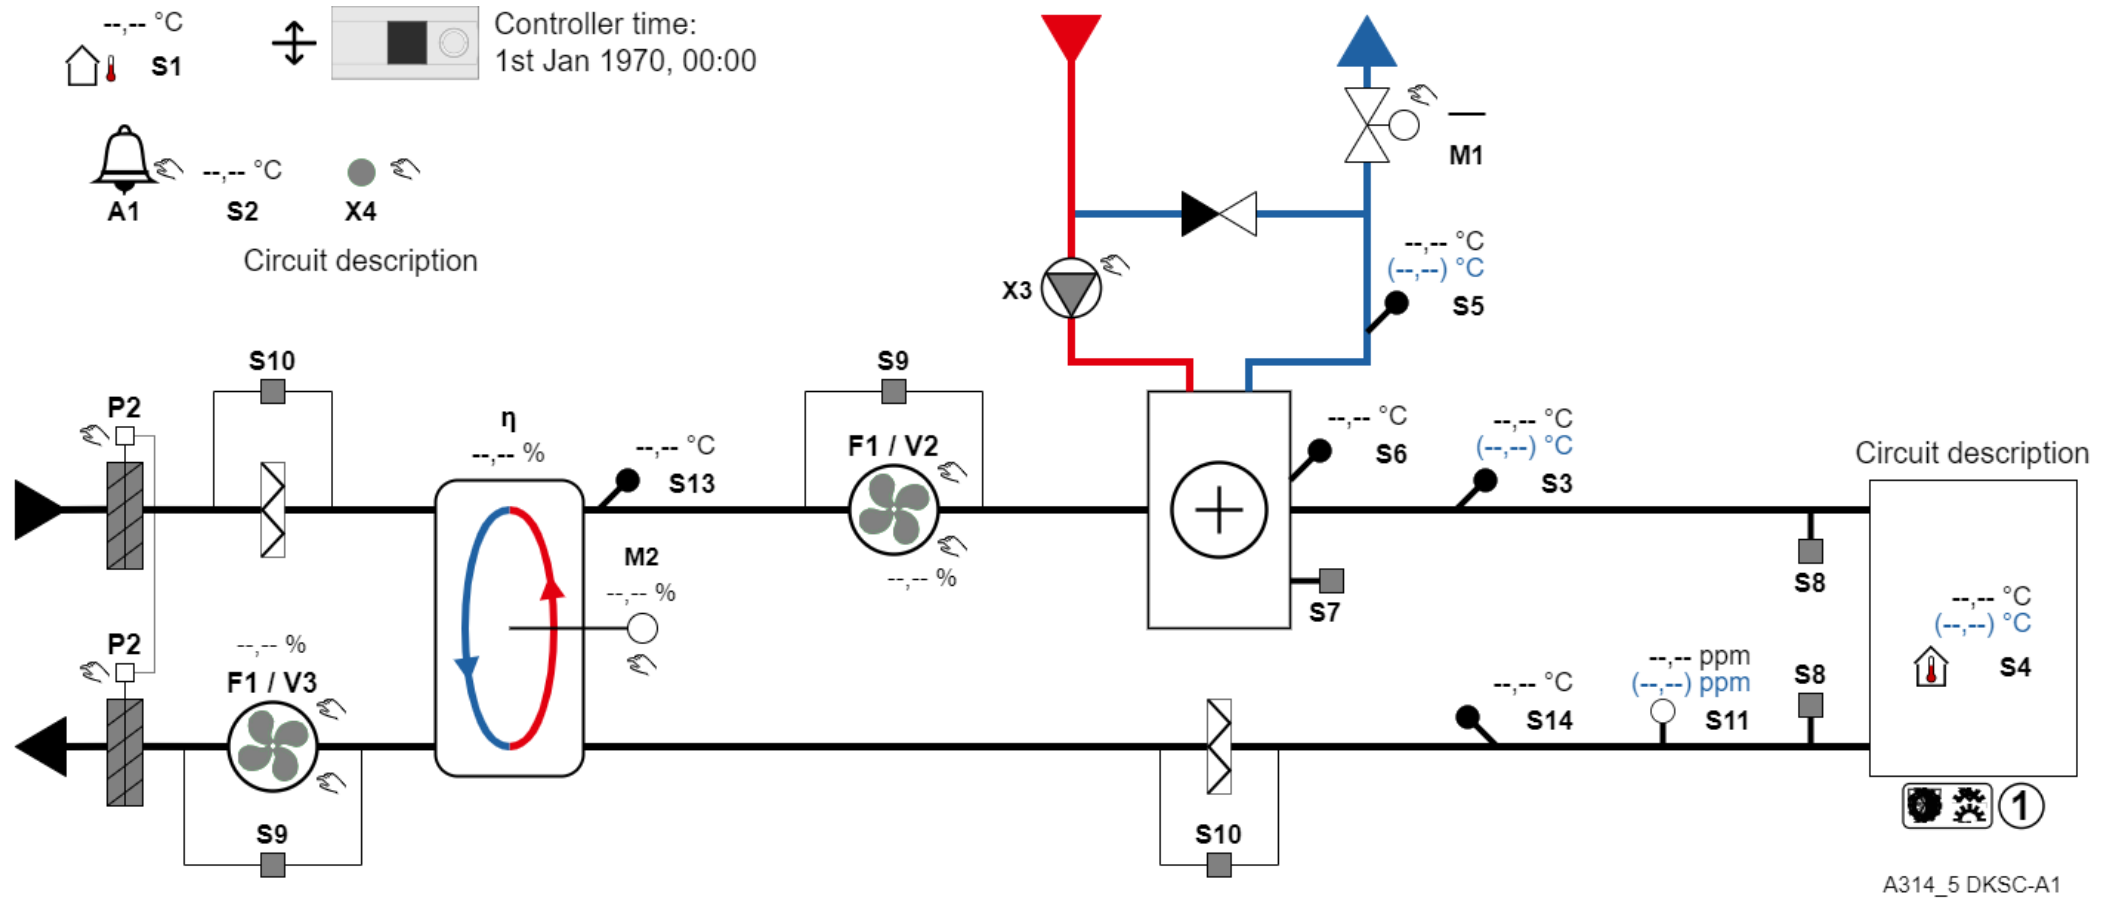 --,-- °C
S1
Controller time:
1st Jan 1970, 00:00
A1
--,-- °C
S2
X4
Circuit description
M1
--,-- °C
(--,--) °C
S5
X3
S10
P2
η
--,-- %
--,-- °C
S13
S9
F1 / V2
--,-- %
--,-- °C
S6
--,-- °C
(--,--) °C
S3
S7
M2
--,-- %
S8
Circuit description
--,-- °C
(--,--) °C
S4
P2
--,-- %
F1 / V3
S9
S10
--,-- °C
S14
--,-- ppm
(--,--) ppm
S11
S8
1
A314_5 DKSC-A1